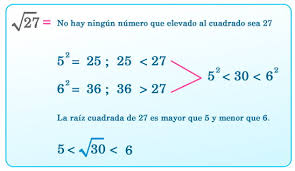 √27 = No hay ningún número que elevado al cuadrado sea 27
5² = 25 ; 25 < 27
6² = 36 ; 36 > 27
5² < 30 < 6²
La raíz cuadrada de 27 es mayor que 5 y menor que 6.
5 < √30 < 6